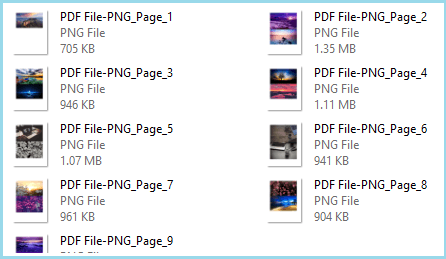 PDF File-PNG_Page_1
PNG File
705 KB
PDF File-PNG_Page_2
PNG File
1.35 MB
PDF File-PNG_Page_3
PNG File
946 KB
PDF File-PNG_Page_4
PNG File
1.11 MB
PDF File-PNG_Page_5
PNG File
1.07 MB
PDF File-PNG_Page_6
PNG File
941 KB
PDF File-PNG_Page_7
PNG File
961 KB
PDF File-PNG_Page_8
PNG File
904 KB
PDF File-PNG_Page_9